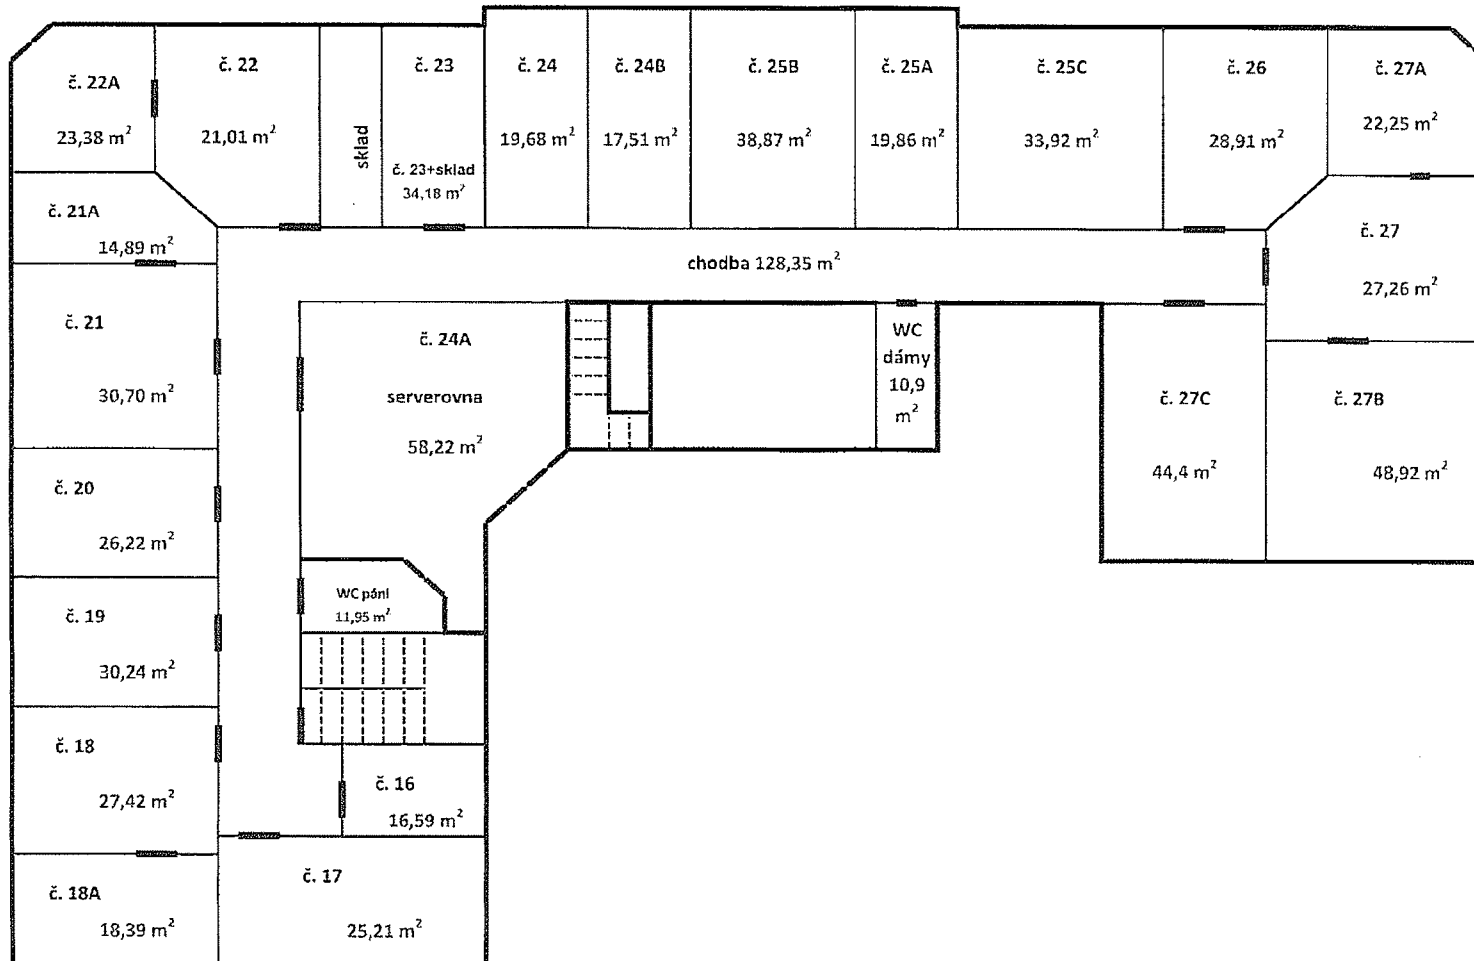 č. 22A
23,38 m²
č. 22
21,01 m²
sklad
č. 23
č. 23+sklad
34,18 m²
č. 24
19,68 m²
č. 24B
17,51 m²
č. 25B
38,87 m²
č. 25A
19,86 m²
č. 25C
33,92 m²
č. 26
28,91 m²
č. 27A
22,25 m²
č. 21A
14,89 m²
chodba 128,35 m²
č. 27
27,26 m²
č. 21
30,70 m²
č. 24A
serverovna
58,22 m²
WC
dámy
10,9
m²
č. 27C
44,4 m²
č. 27B
48,92 m²
č. 20
26,22 m²
č. 19
30,24 m²
WC páni
11,95 m²
č. 18
27,42 m²
č. 16
16,59 m²
č. 18A
18,39 m²
č. 17
25,21 m²